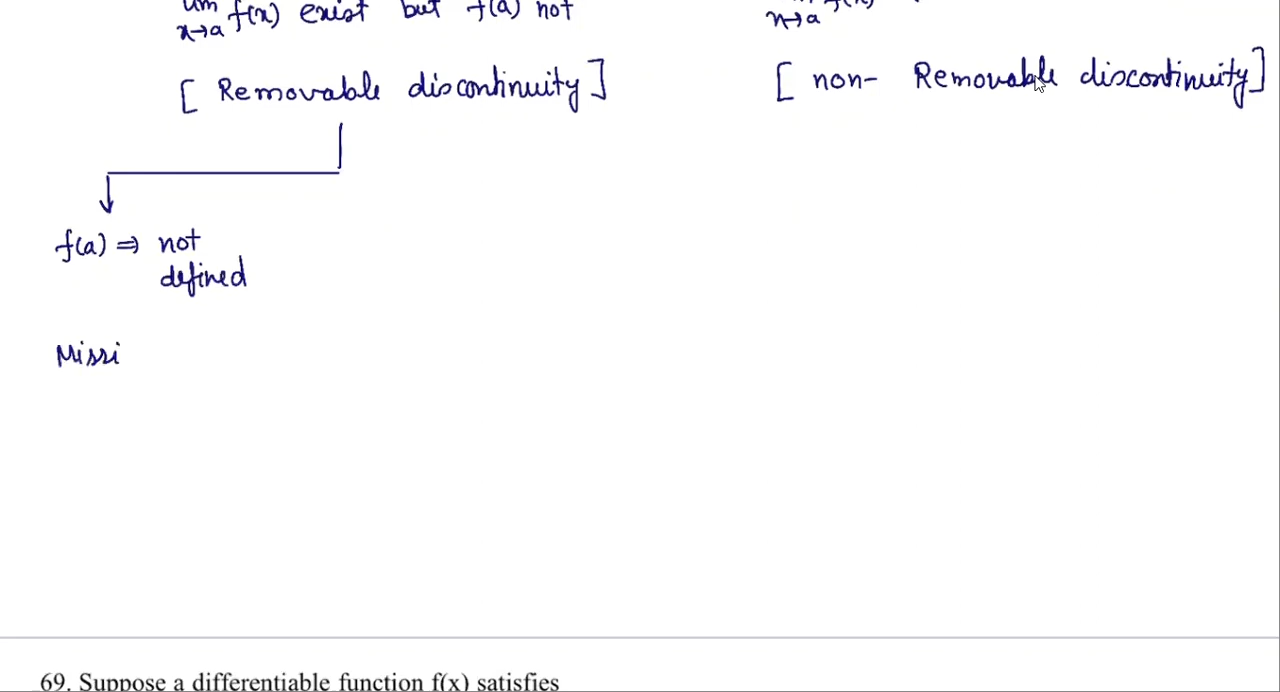 lim f(x) exist but f(a) not
x→a
x→a
[ Removable discontinuity ]
[ non- Removable discontinuity ]
f(a) ⇒ not
defined
Missi
69. Suppose a differentiable function f(x) satisfies